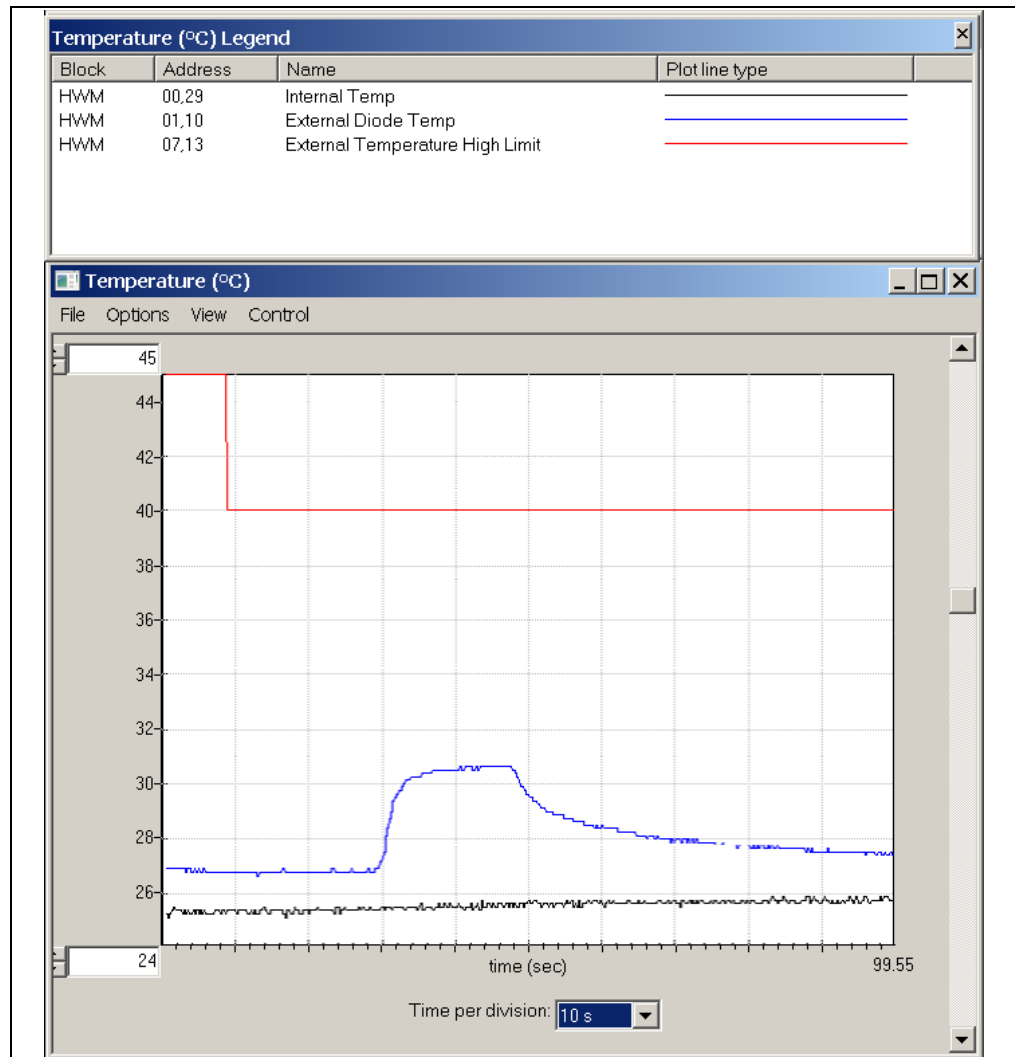 Temperature (°C) Legend
Block Address Name Plot line type
HWM 00,29 Internal Temp
HWM 01,10 External Diode Temp
HWM 07,13 External Temperature High Limit
Temperature (°C)
File Options View Control
45
44
42
40
38
36
34
32
30
28
26
24
time (sec) 99.55
Time per division: 10 s